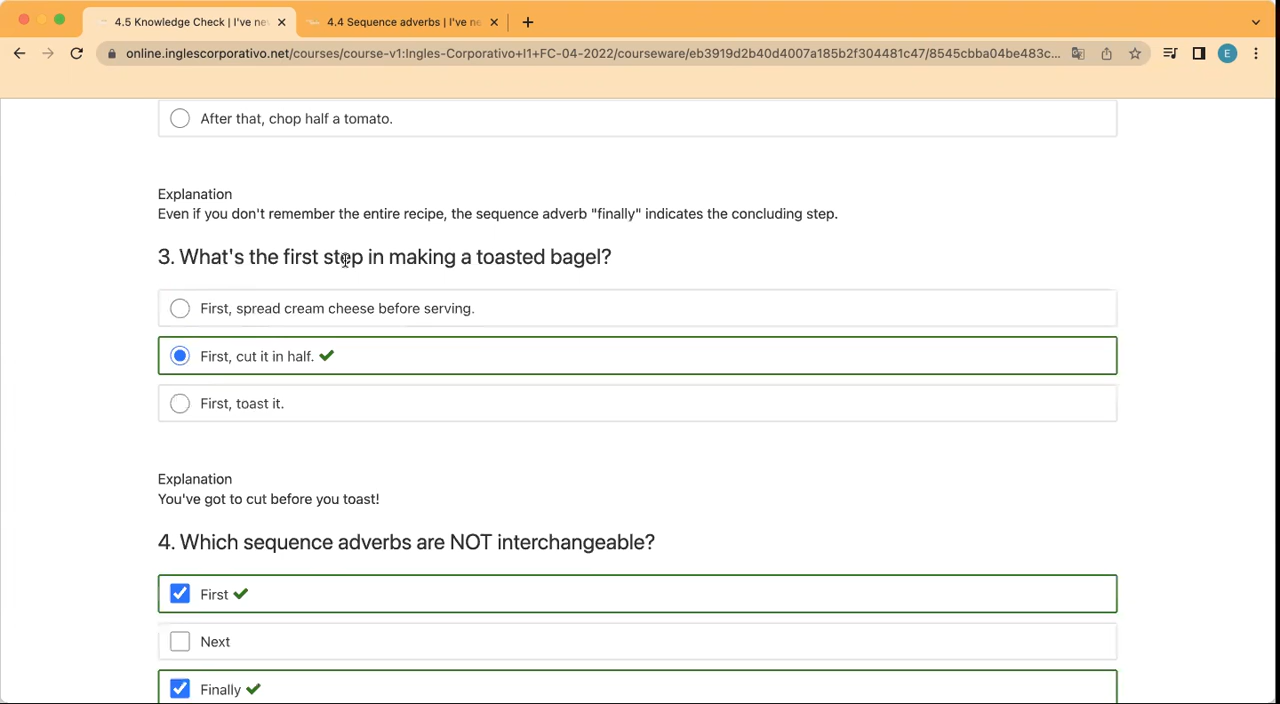 4.5 Knowledge Check | I've ne
4.4 Sequence adverbs | I've ne
online.inglescorporativo.net/courses/course-v1:Ingles-Corporativo+I1+FC-04-2022/courseware/eb3919d2b40d4007a185b2f304481c47/8545cbba04be483c...
E
After that, chop half a tomato.
Explanation
Even if you don't remember the entire recipe, the sequence adverb "finally" indicates the concluding step.
3. What's the first step in making a toasted bagel?
First, spread cream cheese before serving.
First, cut it in half.
First, toast it.
Explanation
You've got to cut before you toast!
4. Which sequence adverbs are NOT interchangeable?
First
Next
Finally